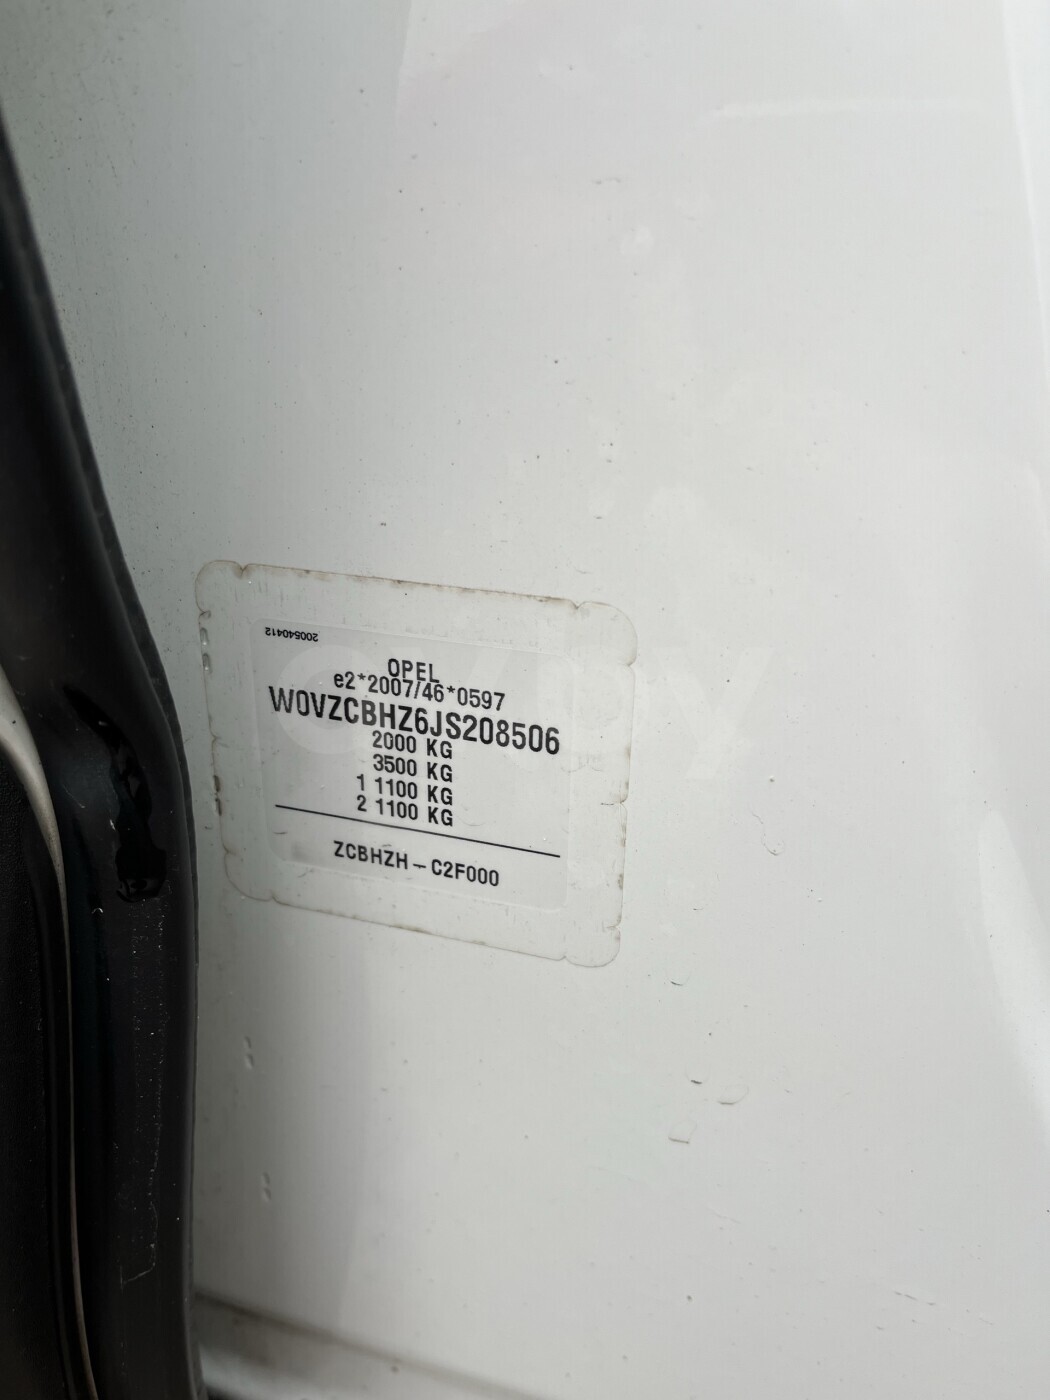 200540412
OPEL
e2*2007/46*0597
W0VZCBHZ6JS208506
2000 KG
3500 KG
1 1100 KG
2 1100 KG
ZCBHZH – C2F000